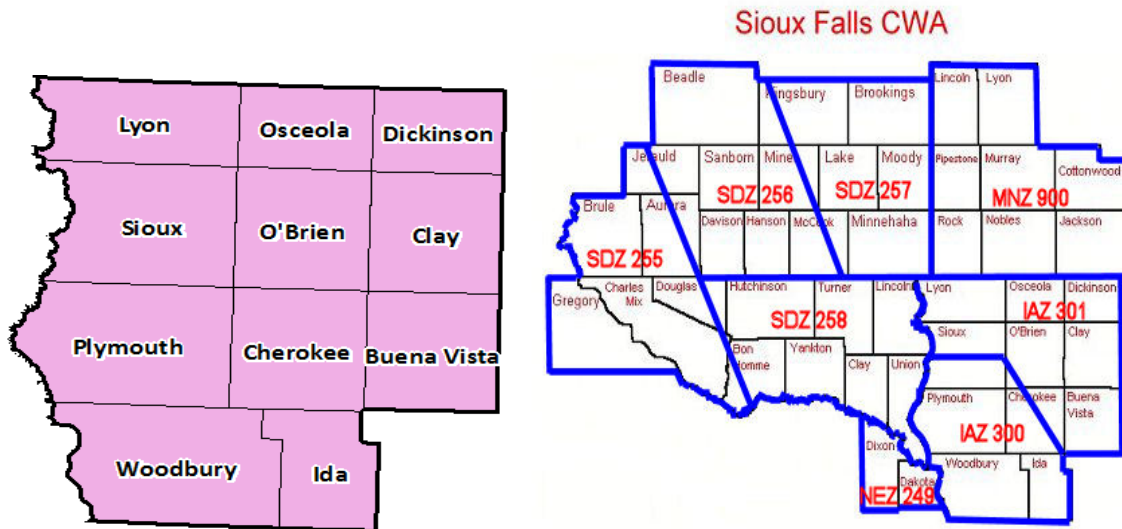 Lyon
Osceola
Dickinson
Sioux
O'Brien
Clay
Plymouth
Cherokee
Buena Vista
Woodbury
Ida
Sioux Falls CWA
Beadle
Kingsbury
Brookings
Lincoln
Lyon
Jerauld
Sanborn
Miner
Lake
Moody
Pipestone
Murray
Cottonwood
SDZ 256
SDZ 257
MNZ 900
Brule
Aurora
Davison
Hanson
McCook
Minnehaha
Rock
Nobles
Jackson
SDZ 255
Gregory
Charles
Mix
Douglas
Hutchinson
Turner
Lincoln
Lyon
Osceola
Dickinson
IAZ 301
SDZ 258
Sioux
O'Brien
Clay
Bon
Homme
Yankton
Clay
Union
Plymouth
Cherokee
Buena
Vista
IAZ 300
Dixon
Woodbury
Ida
Dakota
NEZ 249